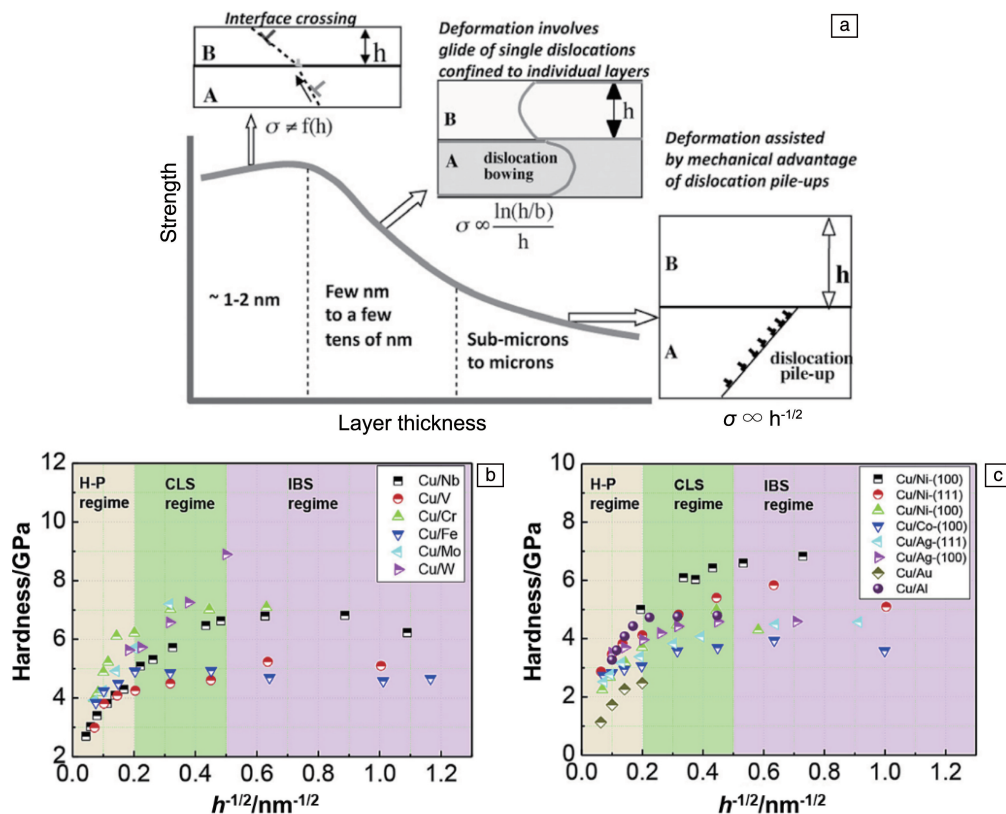 a
Interface crossing
B
h
A
σ ≠ f(h)
Deformation involves
glide of single dislocations
confined to individual layers
B
h
A
dislocation
bowing
σ ∝ ln(h/b)
h
Deformation assisted
by mechanical advantage
of dislocation pile-ups
B
h
A
dislocation
pile-up
σ ∞ h-1/2
Strength
~ 1-2 nm
Few nm
to a few
tens of nm
Sub-microns
to microns
Layer thickness
b
12
10
8
6
4
2
Hardness/GPa
H-P
regime
CLS
regime
IBS
regime
Cu/Nb
Cu/V
Cu/Cr
Cu/Fe
Cu/Mo
Cu/W
0.0 0.2 0.4 0.6 0.8 1.0 1.2
h-1/2/nm-1/2
c
10
8
6
4
2
0
Hardness/GPa
H-P
regime
CLS
regime
IBS
regime
Cu/Ni-(100)
Cu/Ni-(111)
Cu/Ni-(100)
Cu/Co-(100)
Cu/Ag-(111)
Cu/Ag-(100)
Cu/Au
Cu/Al
0.0 0.2 0.4 0.6 0.8 1.0 1.2
h-1/2/nm-1/2